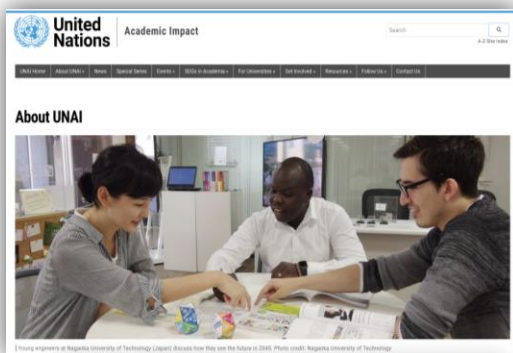 United Nations
Academic Impact
Search
A-Z Site Index
UNAI Home About UNAI News Special Series Events SDGs in Academia For Universities Get Involved Resources Follow Us Contact Us
About UNAI
Young engineers at Nagaoka University of Technology (Japan) discuss how they see the future in 2045. Photo credit: Nagaoka University of Technology